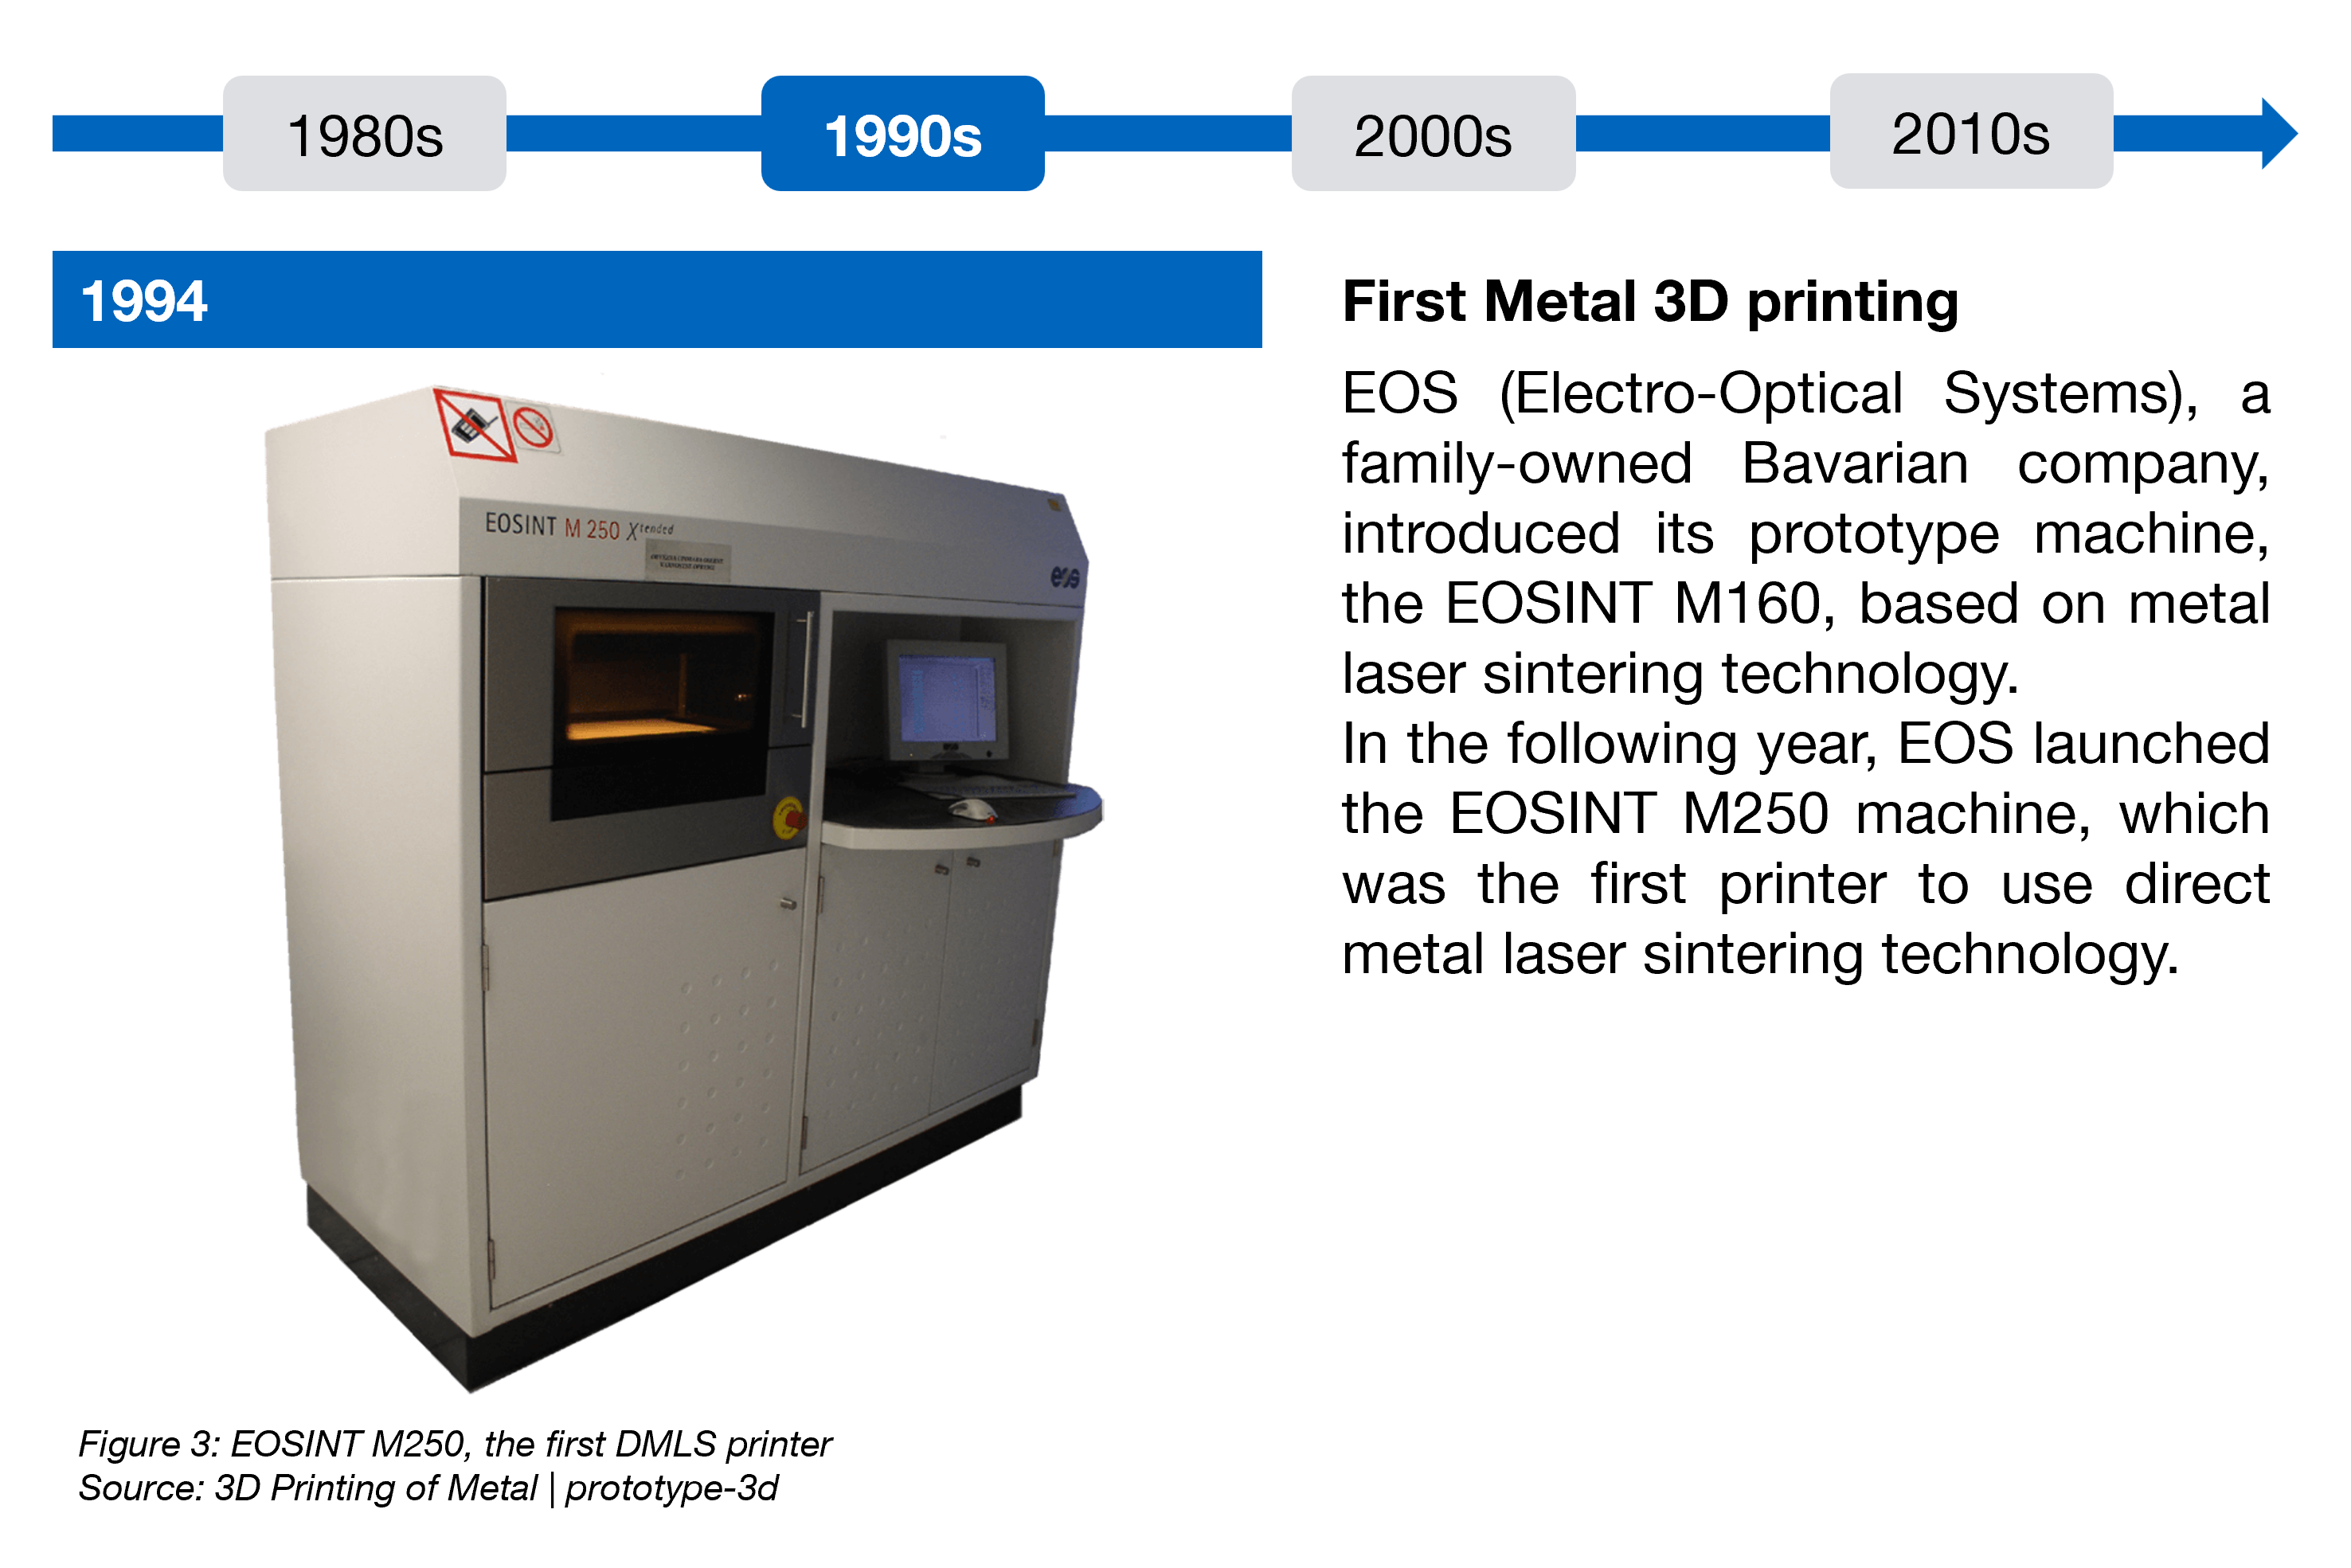 1980s
1990s
2000s
2010s
1994
First Metal 3D printing
EOS (Electro-Optical Systems), a
family-owned Bavarian company,
introduced its prototype machine,
the EOSINT M160, based on metal
laser sintering technology.
In the following year, EOS launched
the EOSINT M250 machine, which
was the first printer to use direct
metal laser sintering technology.
EOSINT M 250 Xtended
eos
Figure 3: EOSINT M250, the first DMLS printer
Source: 3D Printing of Metal | prototype-3d